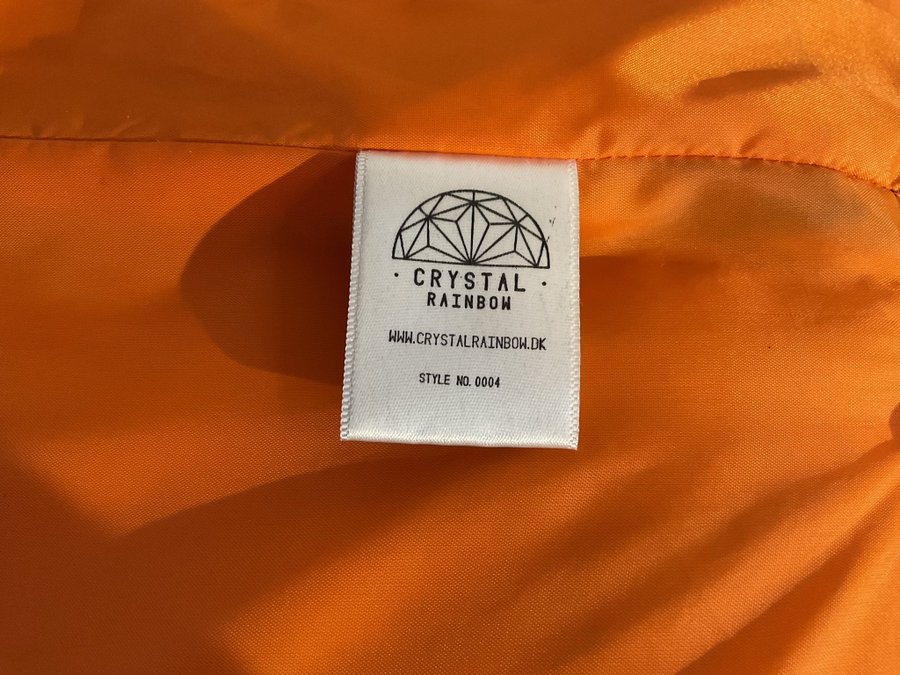 · CRYSTAL ·
RAINBOW
WWW.CRYSTALRAINBOW.DK
STYLE NO. 0004